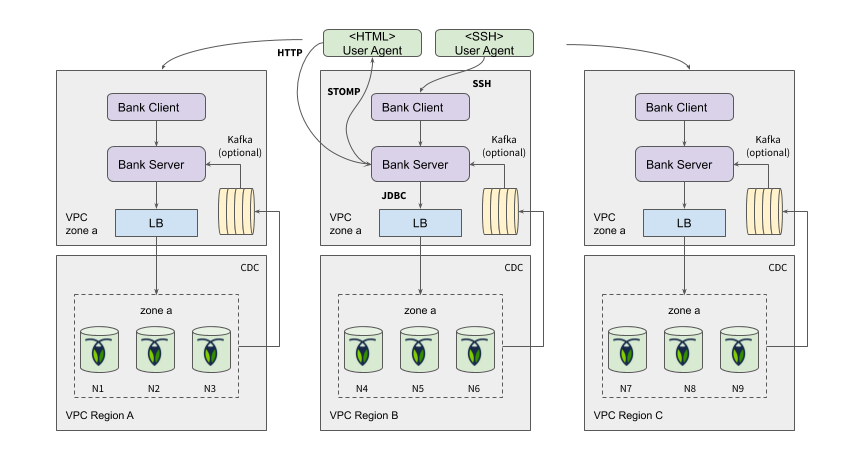 <HTML>
User Agent
<SSH>
User Agent
HTTP
STOMP
SSH
Bank Client
Bank Server
Kafka
(optional)
LB
VPC
zone a
Bank Client
Bank Server
Kafka
(optional)
JDBC
LB
VPC
zone a
Bank Client
Bank Server
Kafka
(optional)
LB
VPC
zone a
CDC
zone a
N1 N2 N3
VPC Region A
CDC
zone a
N4 N5 N6
VPC Region B
CDC
zone a
N7 N8 N9
VPC Region C